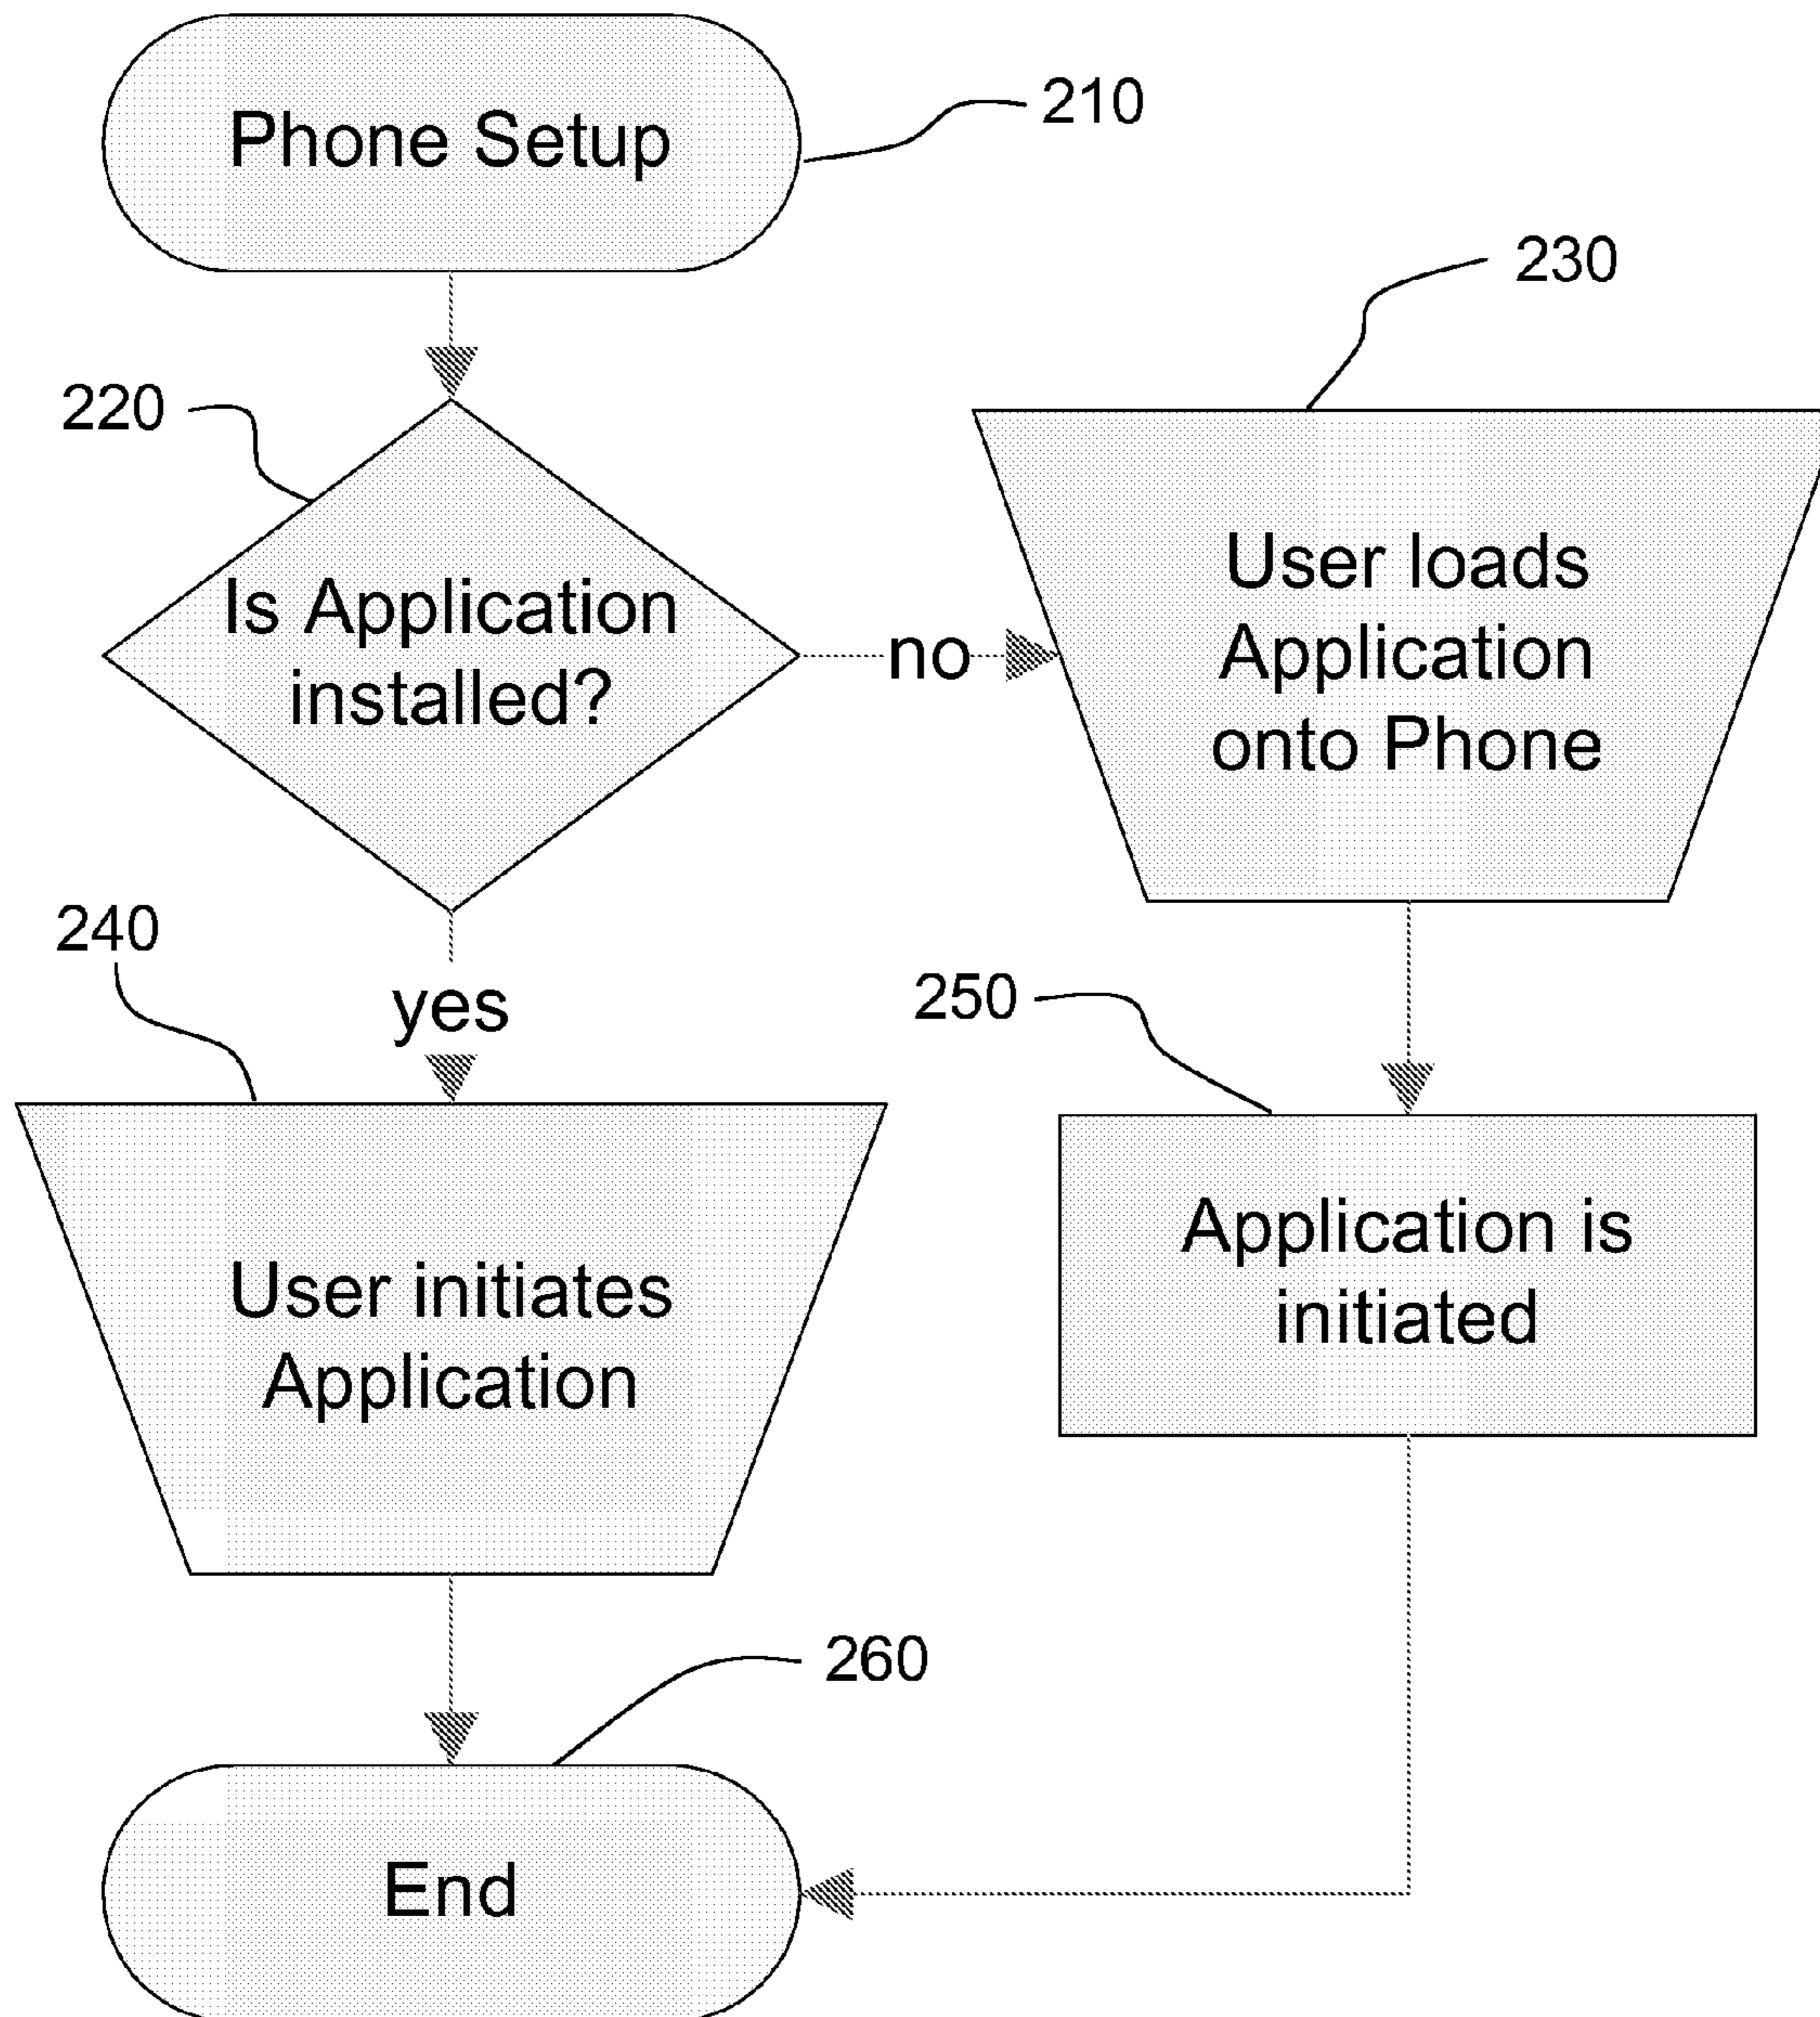 Phone Setup
210
220
230
Is Application
installed?
no
User loads
Application
onto Phone
yes
240
250
User initiates
Application
Application is
initiated
260
End